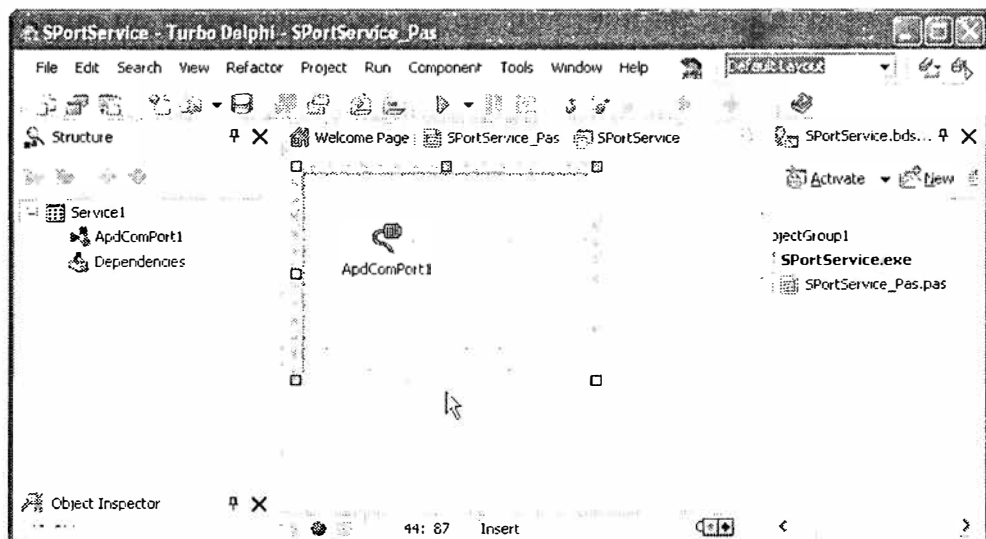 SPortService - Turbo Delphi - SPortService_Pas
File Edit Search View Refactor Project Run Component Tools Window Help
Structure
Welcome Page SPortService_Pas SPortService
SPortService.bds...
Activate New
Service1
ApdComPort1
Dependencies
ApdComPort1
ojectGroup1
SPortService.exe
SPortService_Pas.pas
Object Inspector
44: 87 Insert